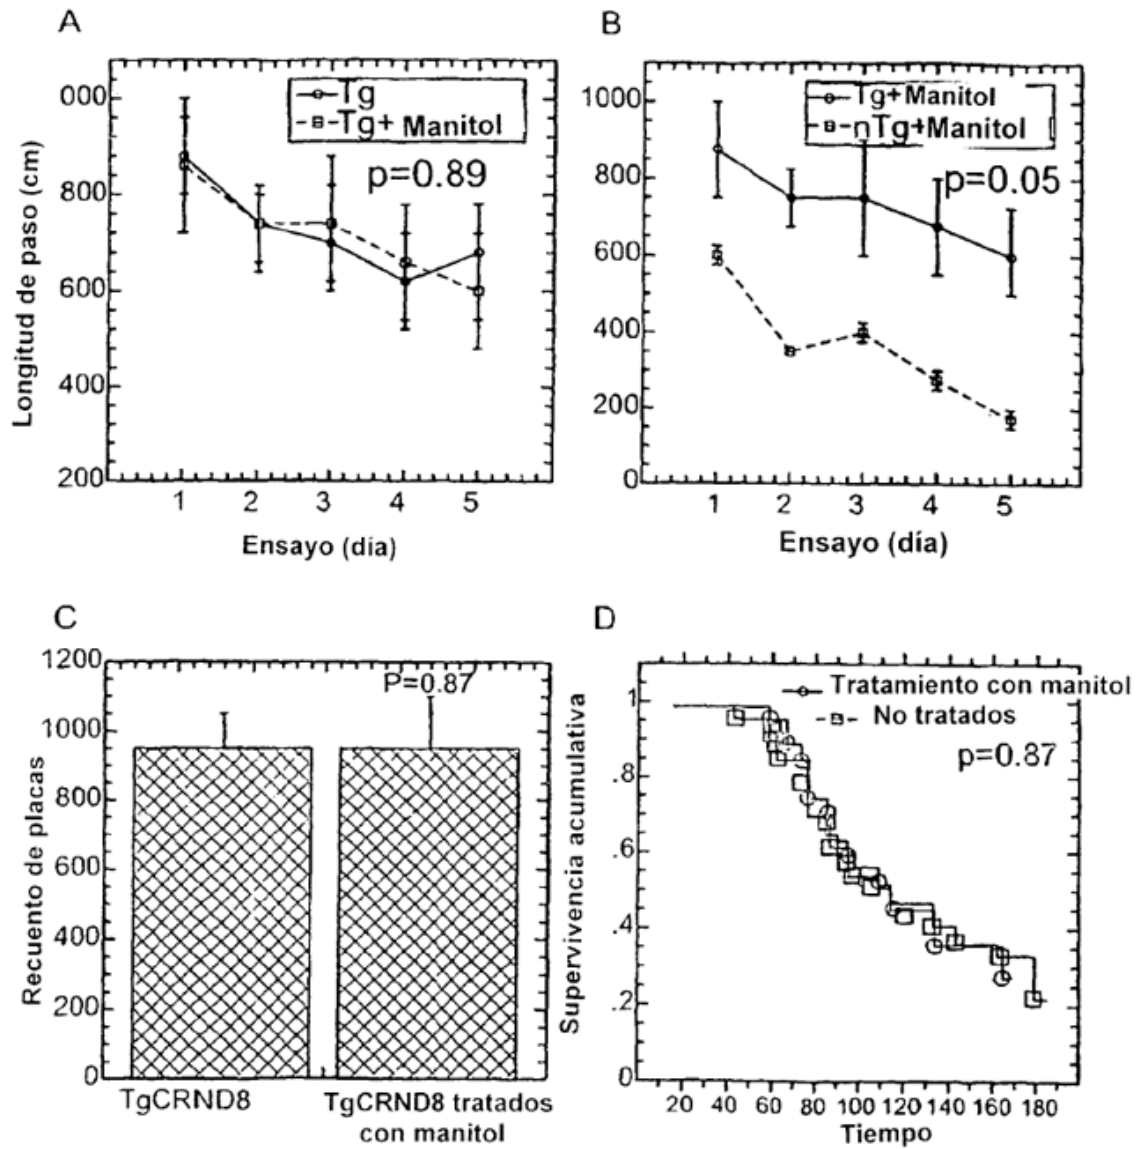 A
Longitud de paso (cm)
000
800
600
400
200
Tg
Tg+ Manitol
p=0.89
1 2 3 4 5
Ensayo (dia)
B
1000
800
600
400
200
0
Tg+Manitol
nTg+Manitol
p=0.05
1 2 3 4 5
Ensayo (día)
C
Recuento de placas
1200
1000
800
600
400
200
0
P=0.87
TgCRND8
TgCRND8 tratados
con manitol
D
Supervivencia acumulativa
1
.8
.6
.4
.2
0
Tratamiento con manitol
No tratados
p=0.87
20 40 60 80 100 120 140 160 180
Tiempo